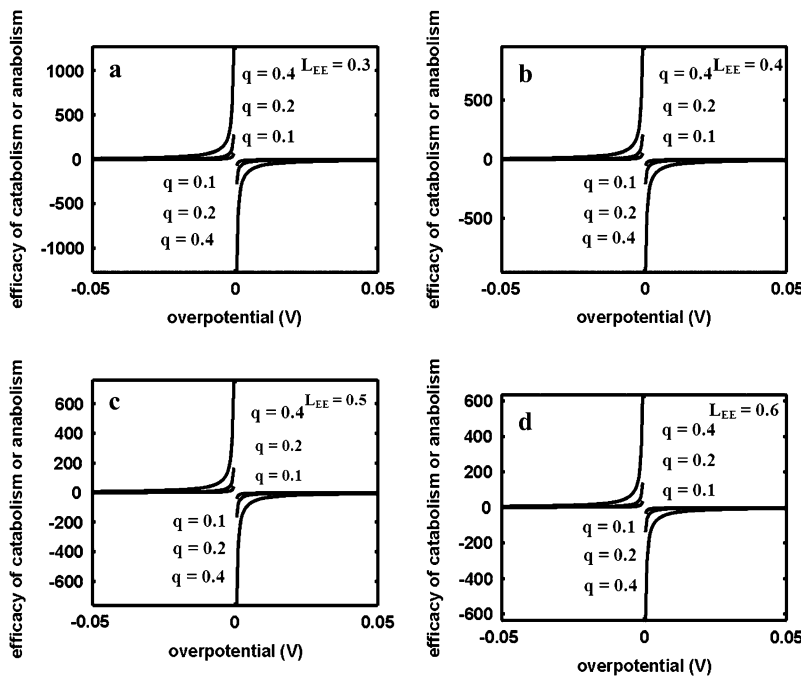 a
L_EE = 0.3
q = 0.4
q = 0.2
q = 0.1
q = 0.1
q = 0.2
q = 0.4
1000
500
0
-500
-1000
-0.05 0 0.05
overpotential (V)
efficacy of catabolism or anabolism
b
L_EE = 0.4
q = 0.4
q = 0.2
q = 0.1
q = 0.1
q = 0.2
q = 0.4
500
0
-500
-0.05 0 0.05
overpotential (V)
efficacy of catabolism or anabolism
c
L_EE = 0.5
q = 0.4
q = 0.2
q = 0.1
q = 0.1
q = 0.2
q = 0.4
600
400
200
0
-200
-400
-600
-0.05 0 0.05
overpotential (V)
efficacy of catabolism or anabolism
d
L_EE = 0.6
q = 0.4
q = 0.2
q = 0.1
q = 0.1
q = 0.2
q = 0.4
600
400
200
0
-200
-400
-600
-0.05 0 0.05
overpotential (V)
efficacy of catabolism or anabolism